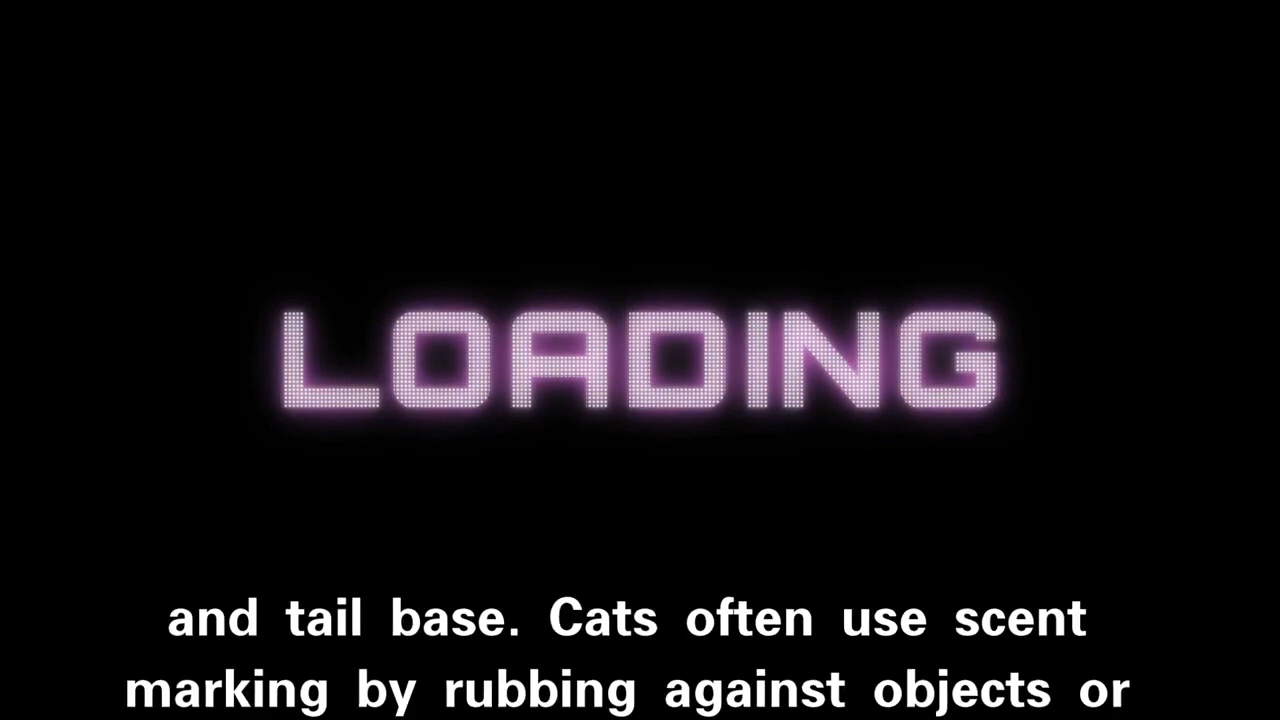 LOADING
and tail base. Cats often use scent
marking by rubbing against objects or